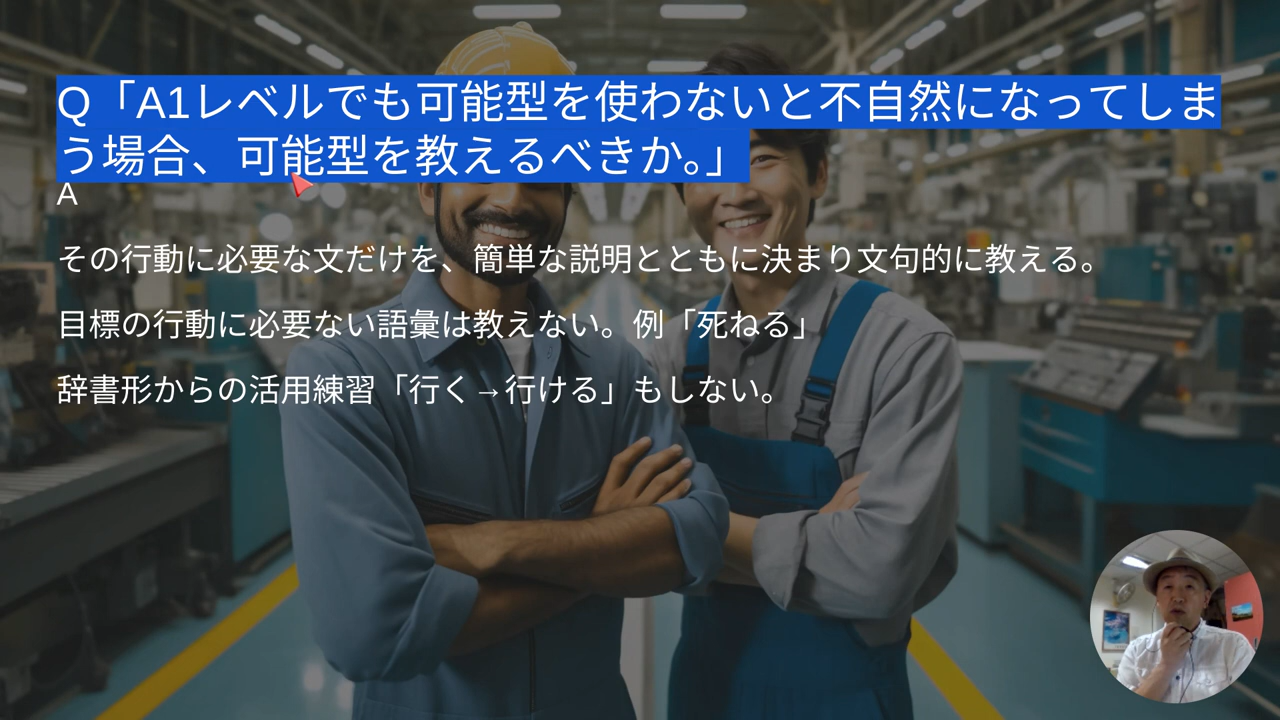 Q「A1レベルでも可能型を使わないと不自然になってしま
う場合、可能型を教えるべきか。」
A
その行動に必要な文だけを、簡単な説明とともに決まり文句的に教える。
目標の行動に必要ない語彙は教えない。例「死ねる」
辞書形からの活用練習「行く→行ける」もしない。